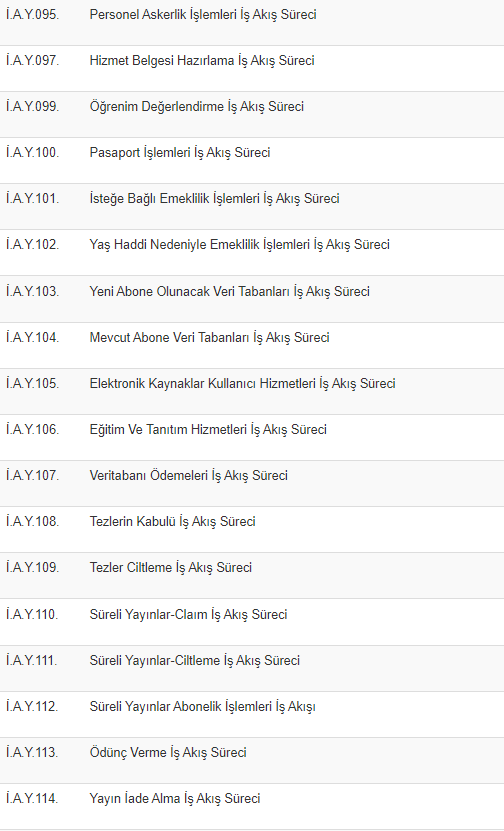 İ.A.Y.095. Personel Askerlik İşlemleri İş Akış Süreci
İ.A.Y.097. Hizmet Belgesi Hazırlama İş Akış Süreci
İ.A.Y.099. Öğrenim Değerlendirme İş Akış Süreci
İ.A.Y.100. Pasaport İşlemleri İş Akış Süreci
İ.A.Y.101. İsteğe Bağlı Emeklilik İşlemleri İş Akış Süreci
İ.A.Y.102. Yaş Haddi Nedeniyle Emeklilik İşlemleri İş Akış Süreci
İ.A.Y.103. Yeni Abone Olunacak Veri Tabanları İş Akış Süreci
İ.A.Y.104. Mevcut Abone Veri Tabanları İş Akış Süreci
İ.A.Y.105. Elektronik Kaynaklar Kullanıcı Hizmetleri İş Akış Süreci
İ.A.Y.106. Eğitim Ve Tanıtım Hizmetleri İş Akış Süreci
İ.A.Y.107. Veritabanı Ödemeleri İş Akış Süreci
İ.A.Y.108. Tezlerin Kabulü İş Akış Süreci
İ.A.Y.109. Tezler Ciltleme İş Akış Süreci
İ.A.Y.110. Süreli Yayınlar-Claım İş Akış Süreci
İ.A.Y.111. Süreli Yayınlar-Ciltleme İş Akış Süreci
İ.A.Y.112. Süreli Yayınlar Abonelik İşlemleri İş Akışı
İ.A.Y.113. Ödünç Verme İş Akış Süreci
İ.A.Y.114. Yayın İade Alma İş Akış Süreci